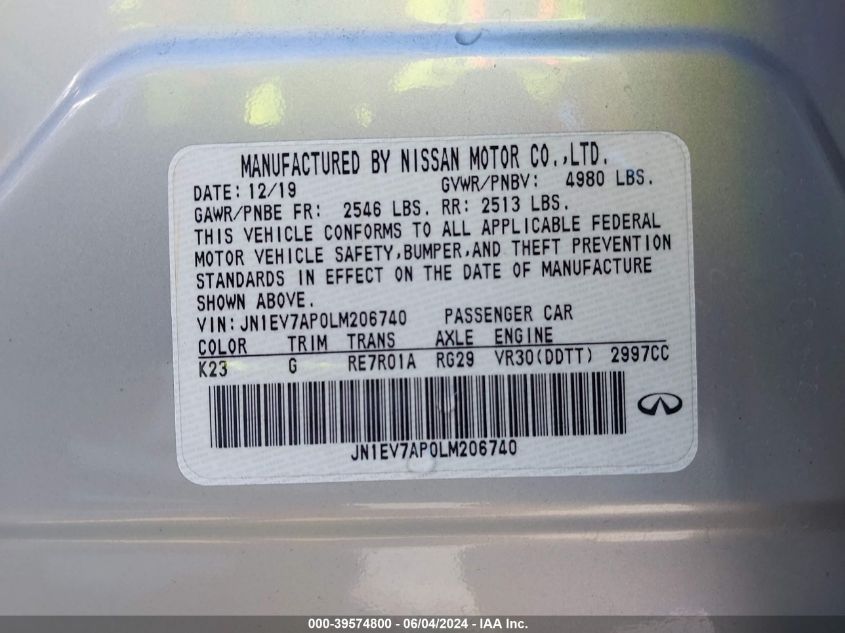 MANUFACTURED BY NISSAN MOTOR CO.,LTD.
DATE: 12/19 GVWR/PNBV: 4980 LBS.
GAWR/PNBE FR: 2546 LBS. RR: 2513 LBS.
THIS VEHICLE CONFORMS TO ALL APPLICABLE FEDERAL
MOTOR VEHICLE SAFETY,BUMPER,AND THEFT PREVENTION
STANDARDS IN EFFECT ON THE DATE OF MANUFACTURE
SHOWN ABOVE.
VIN:JN1EV7AP0LM206740 PASSENGER CAR
COLOR TRIM TRANS AXLE ENGINE
K23 G RE7R01A RG29 VR30(DDTT) 2997CC
JN1EV7AP0LM206740
000-39574800 - 06/04/2024 - IAA Inc.